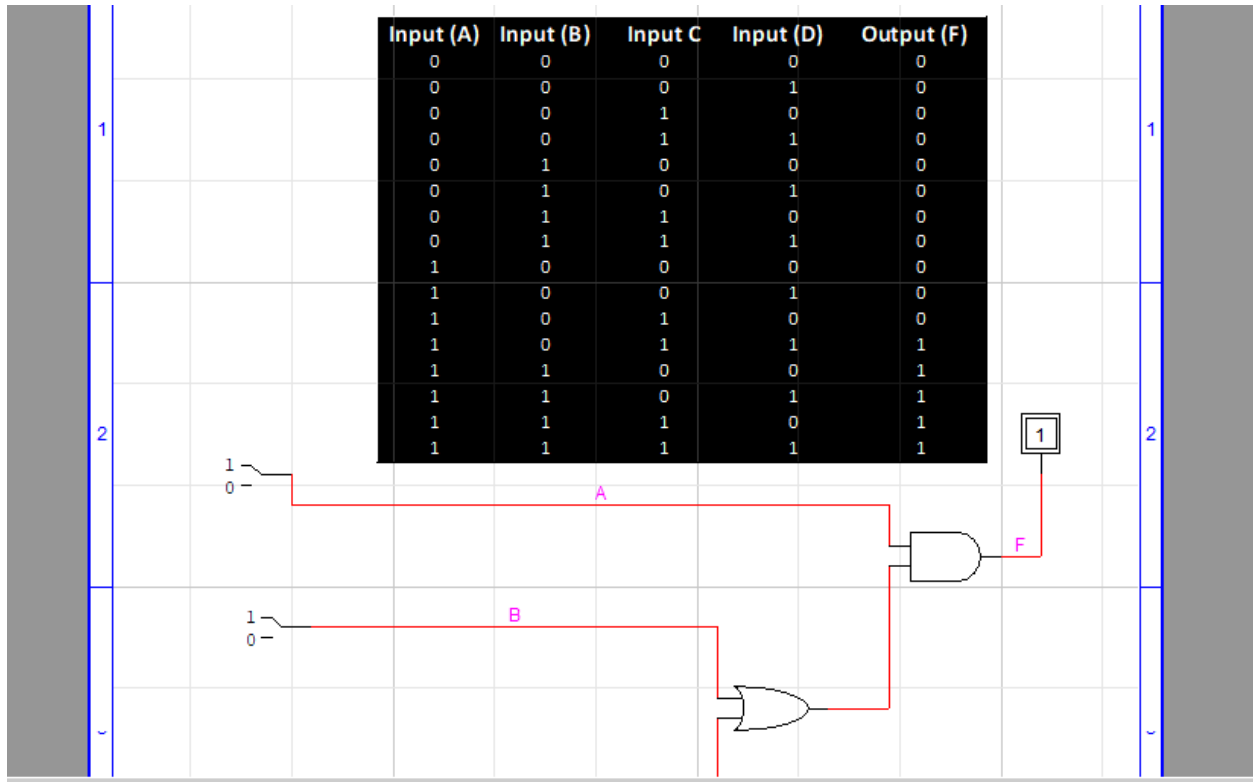 Input (A) Input (B) Input C Input (D) Output (F)
0 0 0 0 0
0 0 0 1 0
0 0 1 0 0
0 0 1 1 0
0 1 0 0 0
0 1 0 1 0
0 1 1 0 0
0 1 1 1 0
1 0 0 0 0
1 0 0 1 0
1 0 1 0 0
1 0 1 1 1
1 1 0 0 1
1 1 0 1 1
1 1 1 0 1
1 1 1 1 1
1 1
2 2
1
1
0
A
F
1
0
B